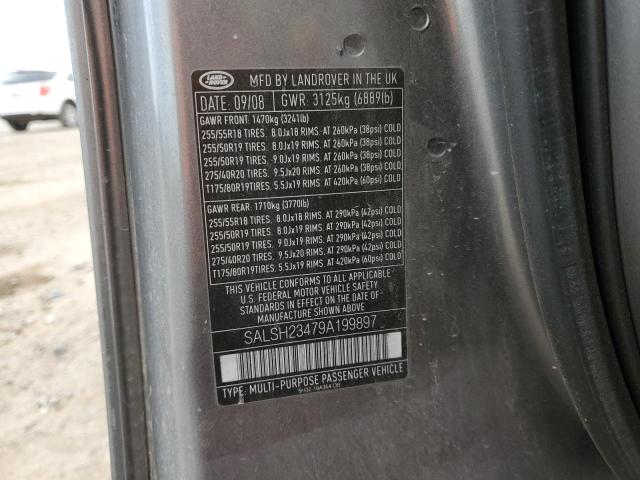 LAND-ROVER
MFD BY LANDROVER IN THE UK
DATE: 09/08 GWR. 3125kg (6889lb)
GAWR FRONT: 1470kg (3241lb)
255/55R18 TIRES. 8.0Jx18 RIMS. AT 260kPa (38psi) COLD
255/50R19 TIRES. 8.0Jx19 RIMS. AT 260kPa (38psi) COLD
255/50R19 TIRES. 9.0Jx19 RIMS. AT 260kPa (38psi) COLD
275/40R20 TIRES. 9.5Jx20 RIMS. AT 260kPa (38psi) COLD
T175/80R19TIRES. 5.5Jx19 RIMS. AT 420kPa (60psi) COLD
GAWR REAR: 1710kg (3770lb)
255/55R18 TIRES. 8.0Jx18 RIMS. AT 290kPa (42psi) COLD
255/50R19 TIRES. 8.0Jx19 RIMS. AT 290kPa (42psi) COLD
255/50R19 TIRES. 9.0Jx19 RIMS. AT 290kPa (42psi) COLD
275/40R20 TIRES. 9.5Jx20 RIMS. AT 290kPa (42psi) COLD
T175/80R19TIRES. 5.5Jx19 RIMS. AT 420kPa (60psi) COLD
THIS VEHICLE CONFORMS TO ALL APPLICABLE
U.S. FEDERAL MOTOR VEHICLE SAFETY
STANDARDS IN EFFECT ON THE DATE OF
MANUFACTURE SHOWN ABOVE
SALSH23479A199897
TYPE: MULTI-PURPOSE PASSENGER VEHICLE